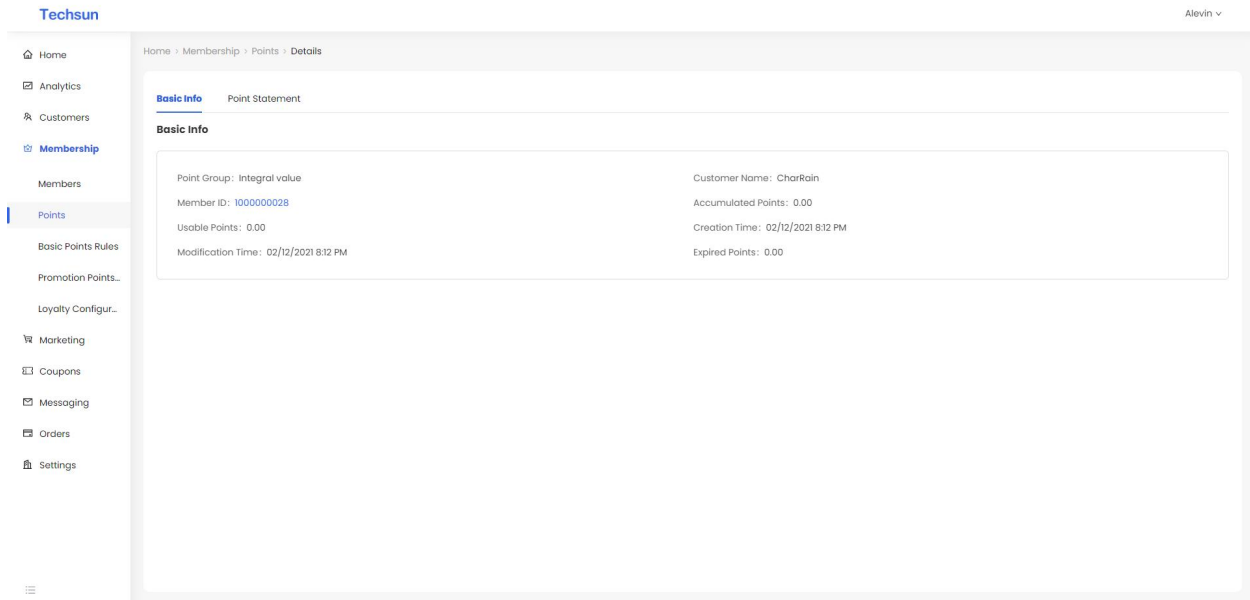 Techsun
Alevin
Home
Analytics
Customers
Membership
Members
Points
Basic Points Rules
Promotion Points...
Loyalty Configur...
Marketing
Coupons
Messaging
Orders
Settings
Home > Membership > Points > Details
Basic Info
Point Statement
Basic Info
Point Group: Integral value
Customer Name: CharRain
Member ID: 1000000028
Accumulated Points: 0.00
Usable Points: 0.00
Creation Time: 02/12/2021 8:12 PM
Modification Time: 02/12/2021 8:12 PM
Expired Points: 0.00